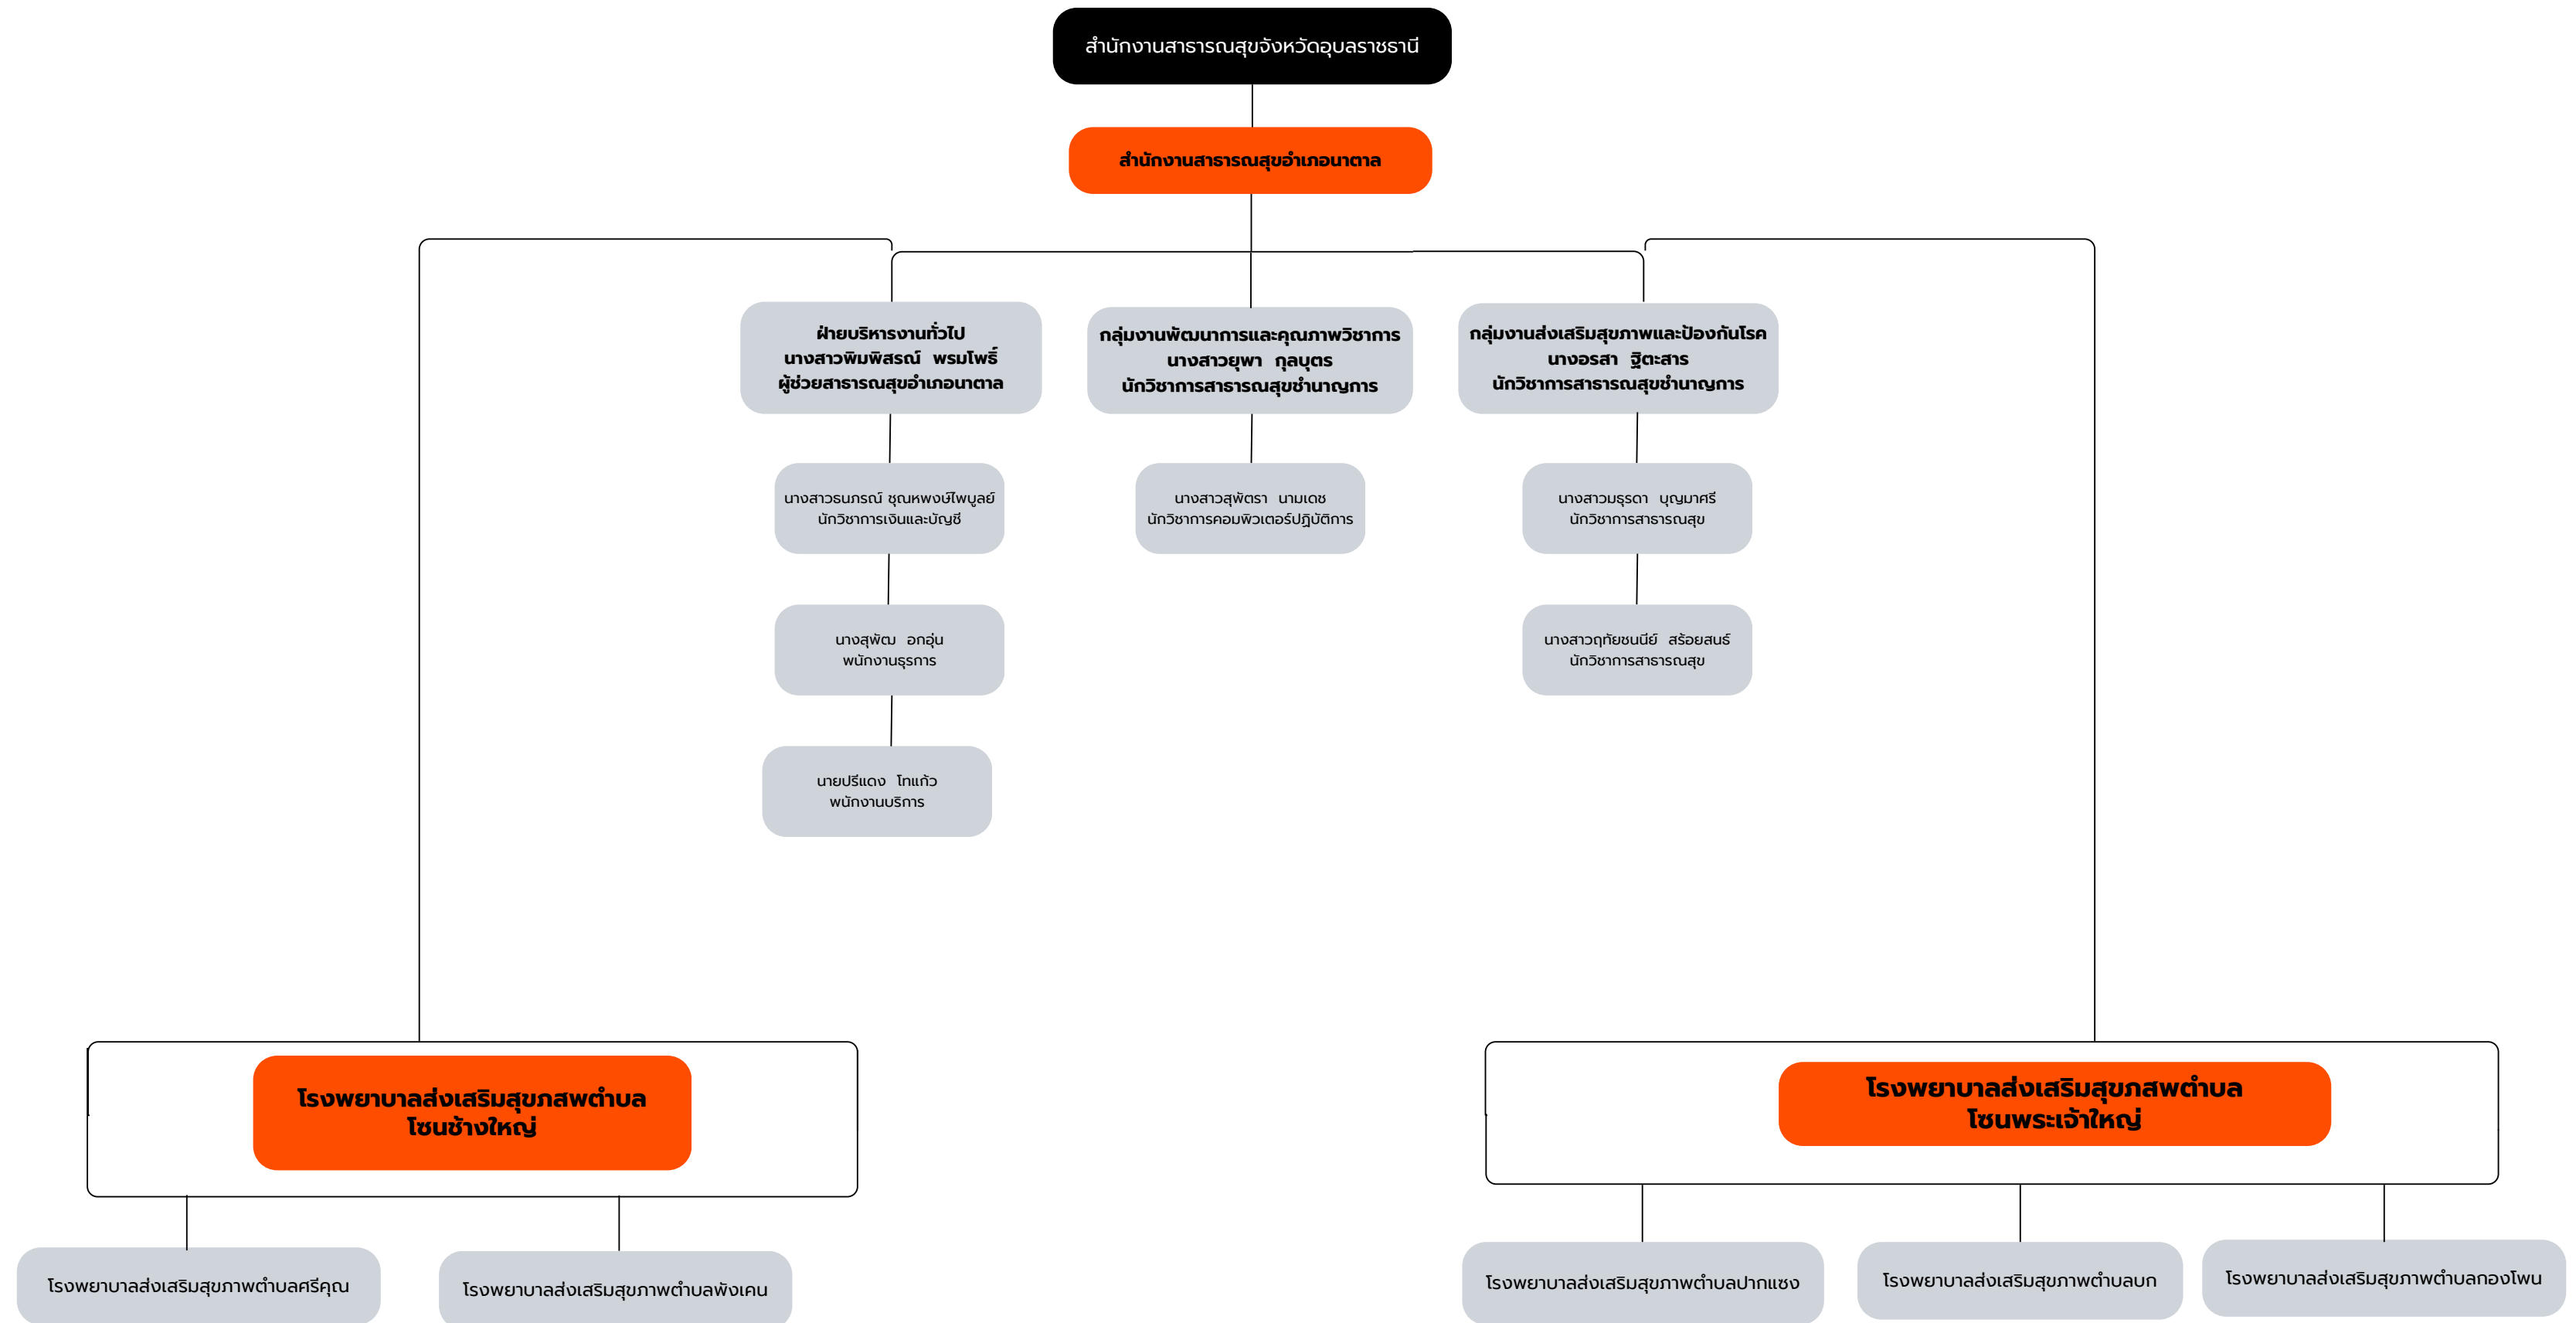 สำนักงานสาธารณสุขจังหวัดอุบลราชธานี
สำนักงานสาธารณสุขอำเภอนาตาล
ฝ่ายบริหารงานทั่วไป
นางสาวพิมพิสรณ์ พรมโพธิ์
ผู้ช่วยสาธารณสุขอำเภอนาตาล
กลุ่มงานพัฒนาการและคุณภาพวิชาการ
นางสาวยุพา กุลบุตร
นักวิชาการสาธารณสุขชำนาญการ
กลุ่มงานส่งเสริมสุขภาพและป้องกันโรค
นางอรสา ฐิตะสาร
นักวิชาการสาธารณสุขชำนาญการ
นางสาวธนภรณ์ ชุณหพงษ์ไพบูลย์
นักวิชาการเงินและบัญชี
นางสาวสุพัตรา นามเดช
นักวิชาการคอมพิวเตอร์ปฏิบัติการ
นางสาวมธุรดา บุญมาศรี
นักวิชาการสาธารณสุข
นางสุพัฒ อกอุ่น
พนักงานธุรการ
นางสาวฤทัยชนนีย์ สร้อยสนธ์
นักวิชาการสาธารณสุข
นายปรีแดง โทแก้ว
พนักงานบริการ
โรงพยาบาลส่งเสริมสุขภสพตำบล
โซนช้างใหญ่
โรงพยาบาลส่งเสริมสุขภสพตำบล
โซนพระเจ้าใหญ่
โรงพยาบาลส่งเสริมสุขภาพตำบลศรีคุณ
โรงพยาบาลส่งเสริมสุขภาพตำบลพังเคน
โรงพยาบาลส่งเสริมสุขภาพตำบลปากแซง
โรงพยาบาลส่งเสริมสุขภาพตำบลบก
โรงพยาบาลส่งเสริมสุขภาพตำบลกองโพน